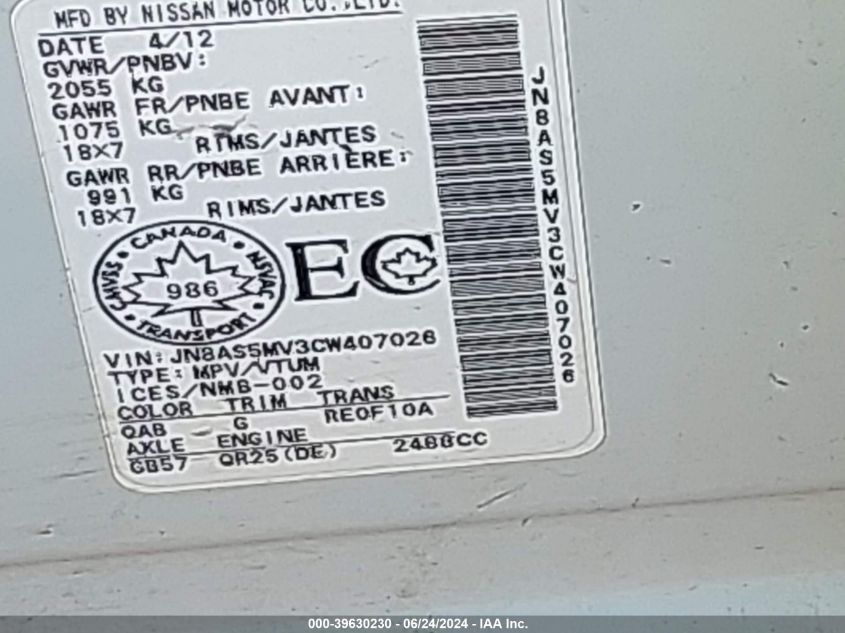 MFD BY NISSAN MOTOR CO.,LTD.
DATE 4/12
GVWR/PNBV:
2055 KG
GAWR FR/PNBE AVANT:
1075 KG
18X7 RIMS/JANTES
GAWR RR/PNBE ARRIÈRE:
991 KG
18X7 RIMS/JANTES
CANADA
CMVSS NSVAC
986
TRANSPORT
EC
VIN: JN8AS5MV3CW407026
TYPE: MPV/VTUM
ICES/NMB-002
COLOR TRIM TRANS
QAB G RE0F10A
AXLE ENGINE
GB57 QR25(DE) 2488CC
JN8AS5MV3CW407026
000-39630230 - 06/24/2024 - IAA Inc.